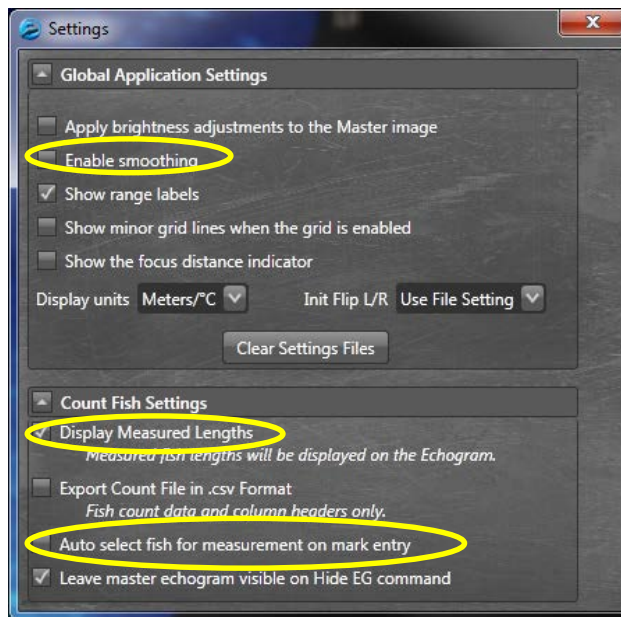 Settings
Global Application Settings
Apply brightness adjustments to the Master image
Enable smoothing
Show range labels
Show minor grid lines when the grid is enabled
Show the focus distance indicator
Display units Meters/°C Init Flip L/R Use File Setting
Clear Settings Files
Count Fish Settings
Display Measured Lengths
Measured fish lengths will be displayed on the Echogram.
Export Count File in .csv Format
Fish count data and column headers only.
Auto select fish for measurement on mark entry
Leave master echogram visible on Hide EG command